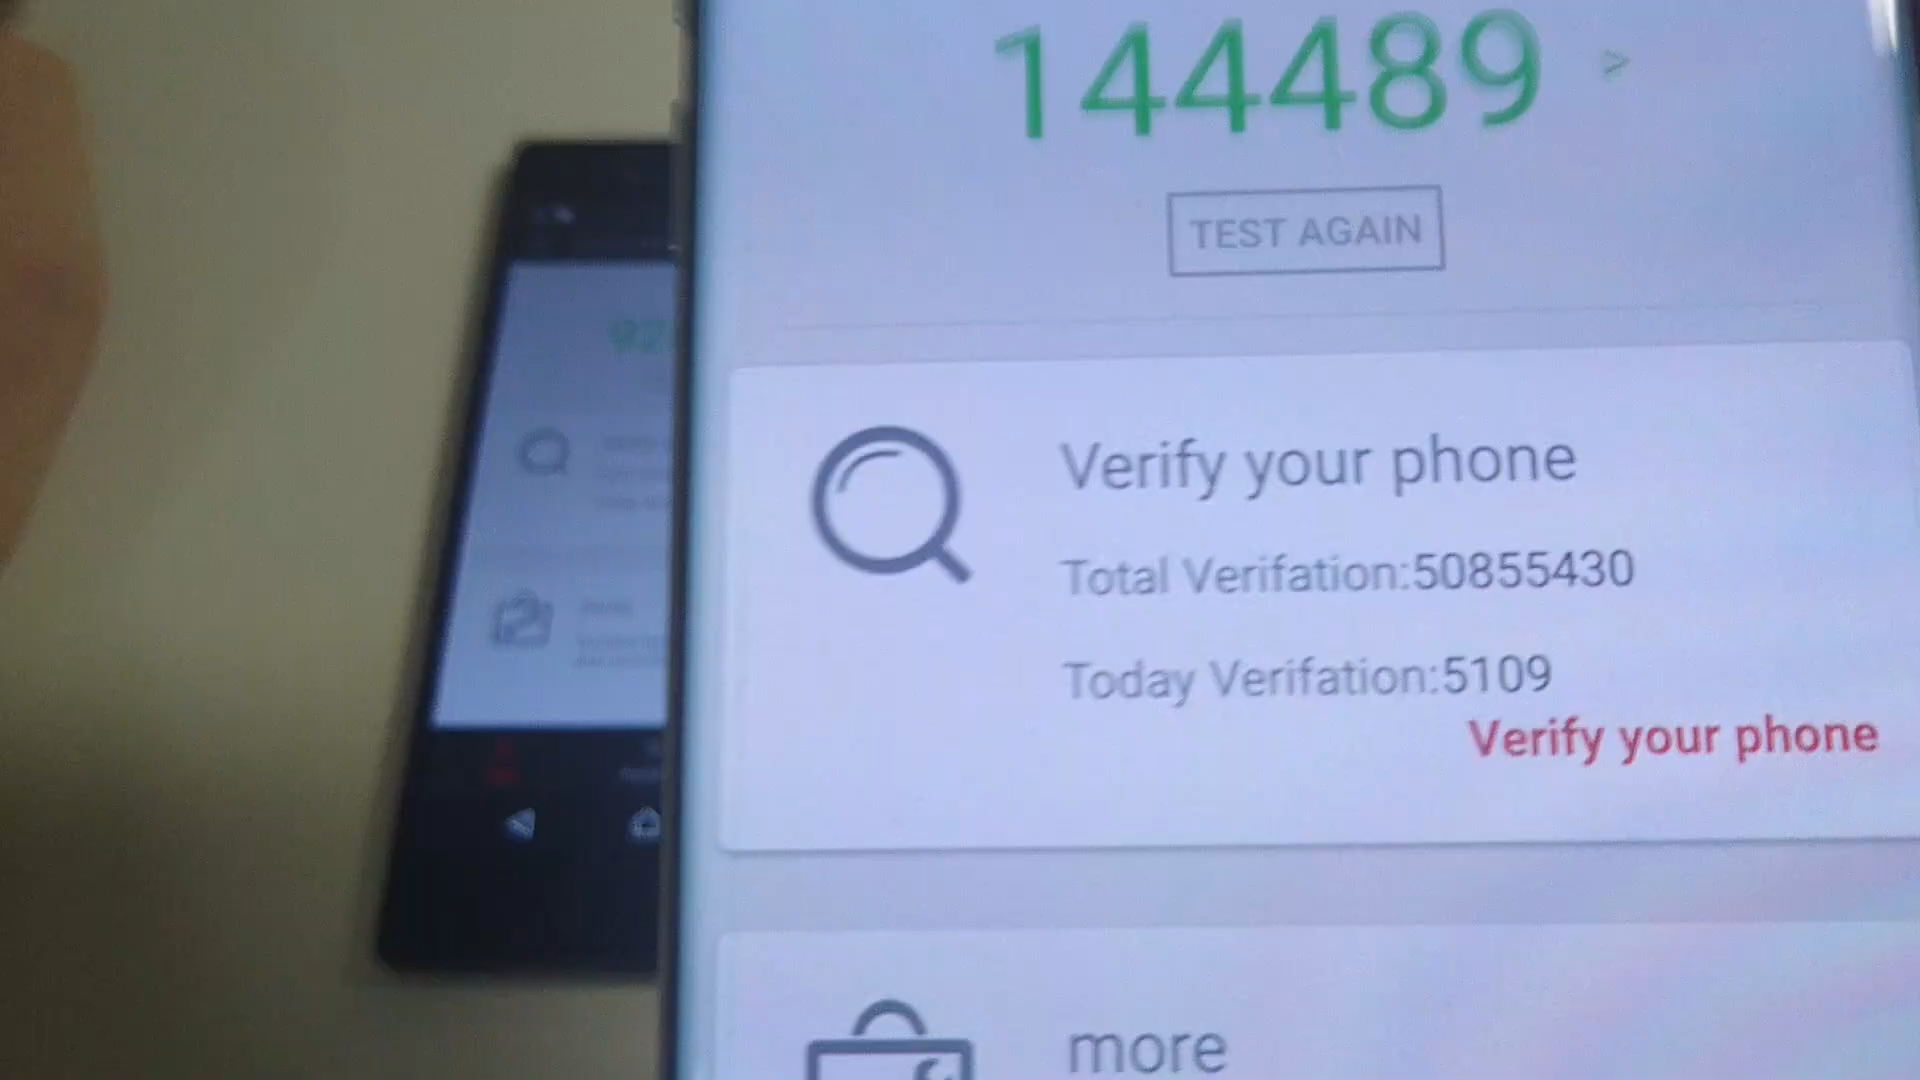 144489 >
TEST AGAIN
Verify your phone
Total Verifation:50855430
Today Verifation:5109
Verify your phone
more